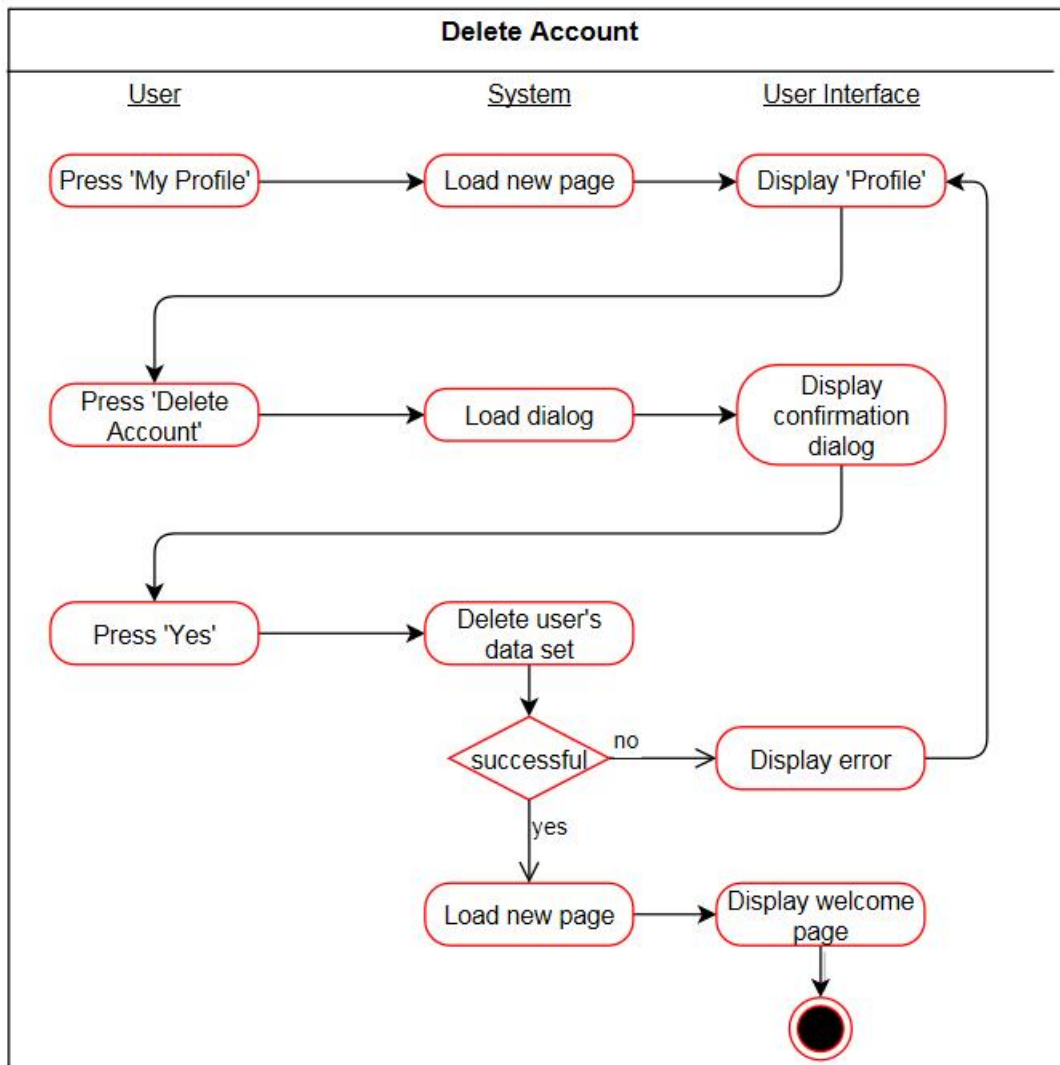 Delete Account
User
System
User Interface
Press 'My Profile'
Load new page
Display 'Profile'
Press 'Delete
Account'
Load dialog
Display
confirmation
dialog
Press 'Yes'
Delete user's
data set
successful
no
Display error
yes
Load new page
Display welcome
page